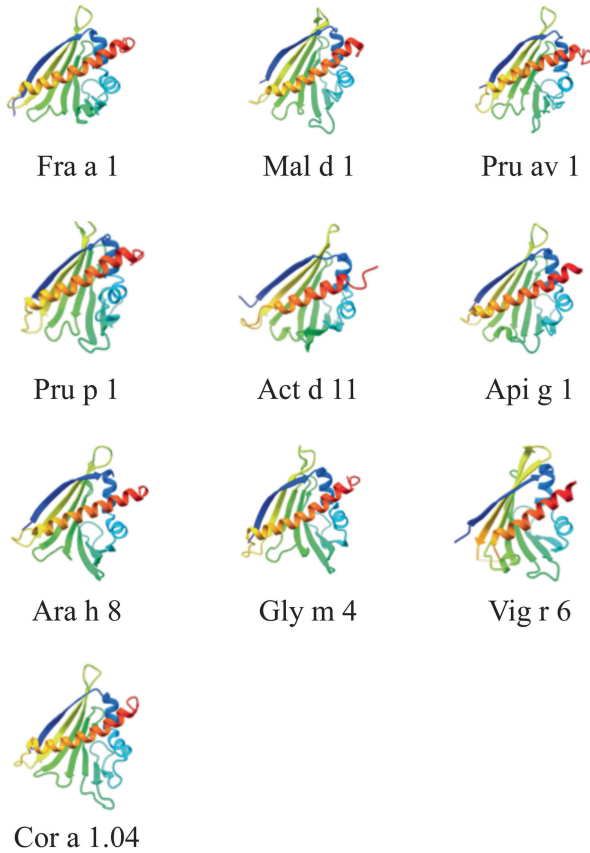 Fra a 1
Mal d 1
Pru av 1
Pru p 1
Act d 11
Api g 1
Ara h 8
Gly m 4
Vig r 6
Cor a 1.04